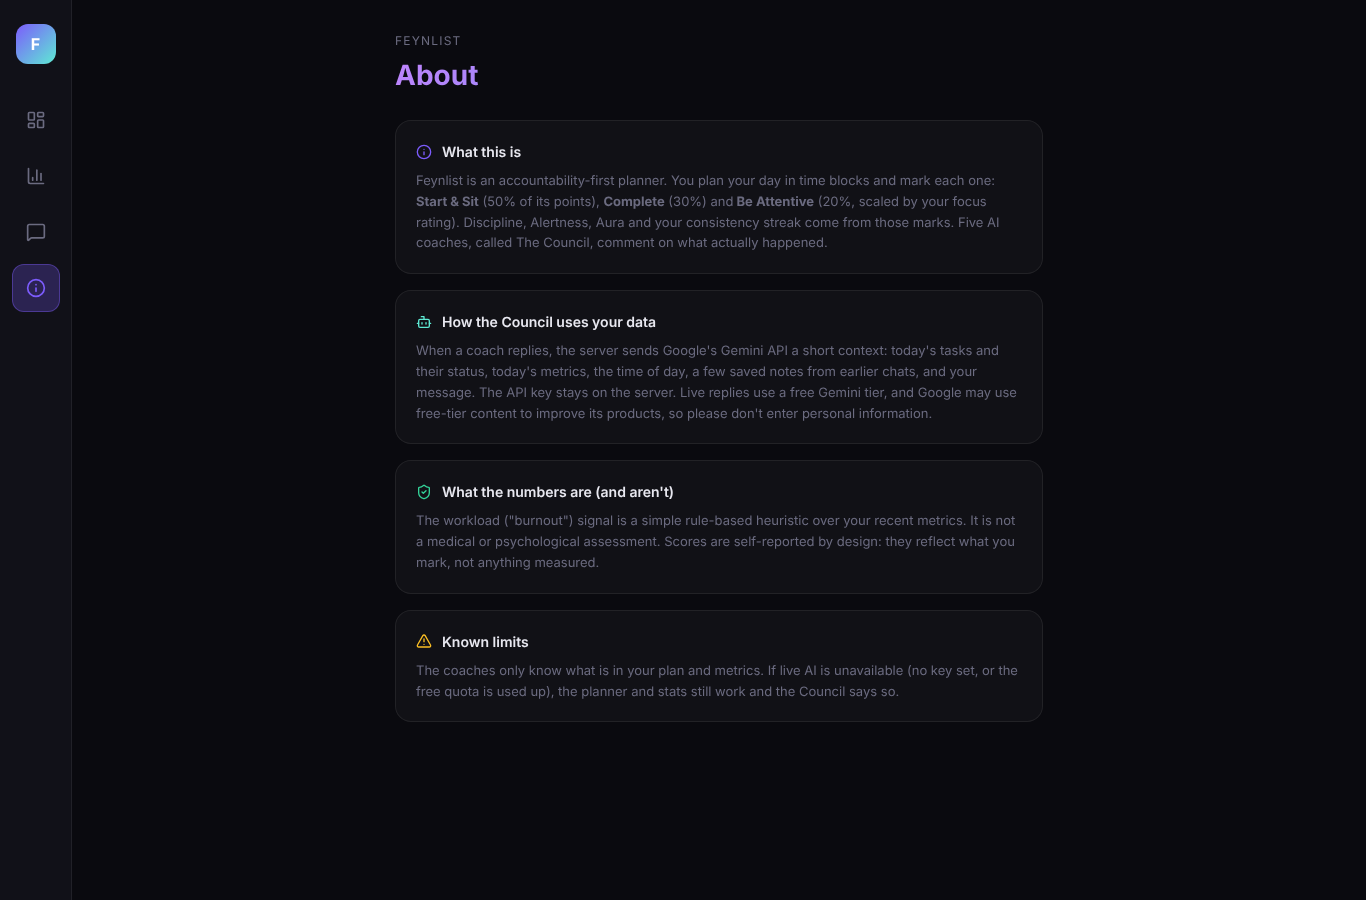 F
FEYNLIST
About
What this is
Feynlist is an accountability-first planner. You plan your day in time blocks and mark each one:
Start & Sit (50% of its points), Complete (30%) and Be Attentive (20%, scaled by your focus
rating). Discipline, Alertness, Aura and your consistency streak come from those marks. Five AI
coaches, called The Council, comment on what actually happened.
How the Council uses your data
When a coach replies, the server sends Google's Gemini API a short context: today's tasks and
their status, today's metrics, the time of day, a few saved notes from earlier chats, and your
message. The API key stays on the server. Live replies use a free Gemini tier, and Google may use
free-tier content to improve its products, so please don't enter personal information.
What the numbers are (and aren't)
The workload ("burnout") signal is a simple rule-based heuristic over your recent metrics. It is not
a medical or psychological assessment. Scores are self-reported by design: they reflect what you
mark, not anything measured.
Known limits
The coaches only know what is in your plan and metrics. If live AI is unavailable (no key set, or the
free quota is used up), the planner and stats still work and the Council says so.